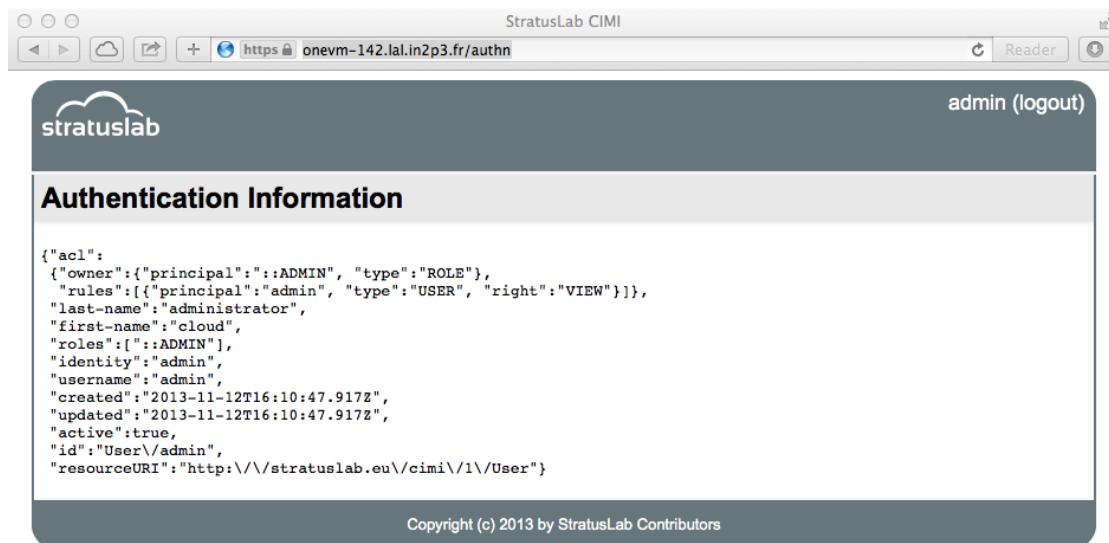 StratusLab CIMI
https onevm-142.lal.in2p3.fr/authn Reader
stratuslab
admin (logout)
Authentication Information
{"acl":
{"owner":{"principal":"::ADMIN", "type":"ROLE"},
"rules":[{"principal":"admin", "type":"USER", "right":"VIEW"}]},
"last-name":"administrator",
"first-name":"cloud",
"roles":["::ADMIN"],
"identity":"admin",
"username":"admin",
"created":"2013-11-12T16:10:47.917Z",
"updated":"2013-11-12T16:10:47.917Z",
"active":true,
"id":"User\/admin",
"resourceURI":"http:\/\/stratuslab.eu\/cimi\/1\/User"}
Copyright (c) 2013 by StratusLab Contributors